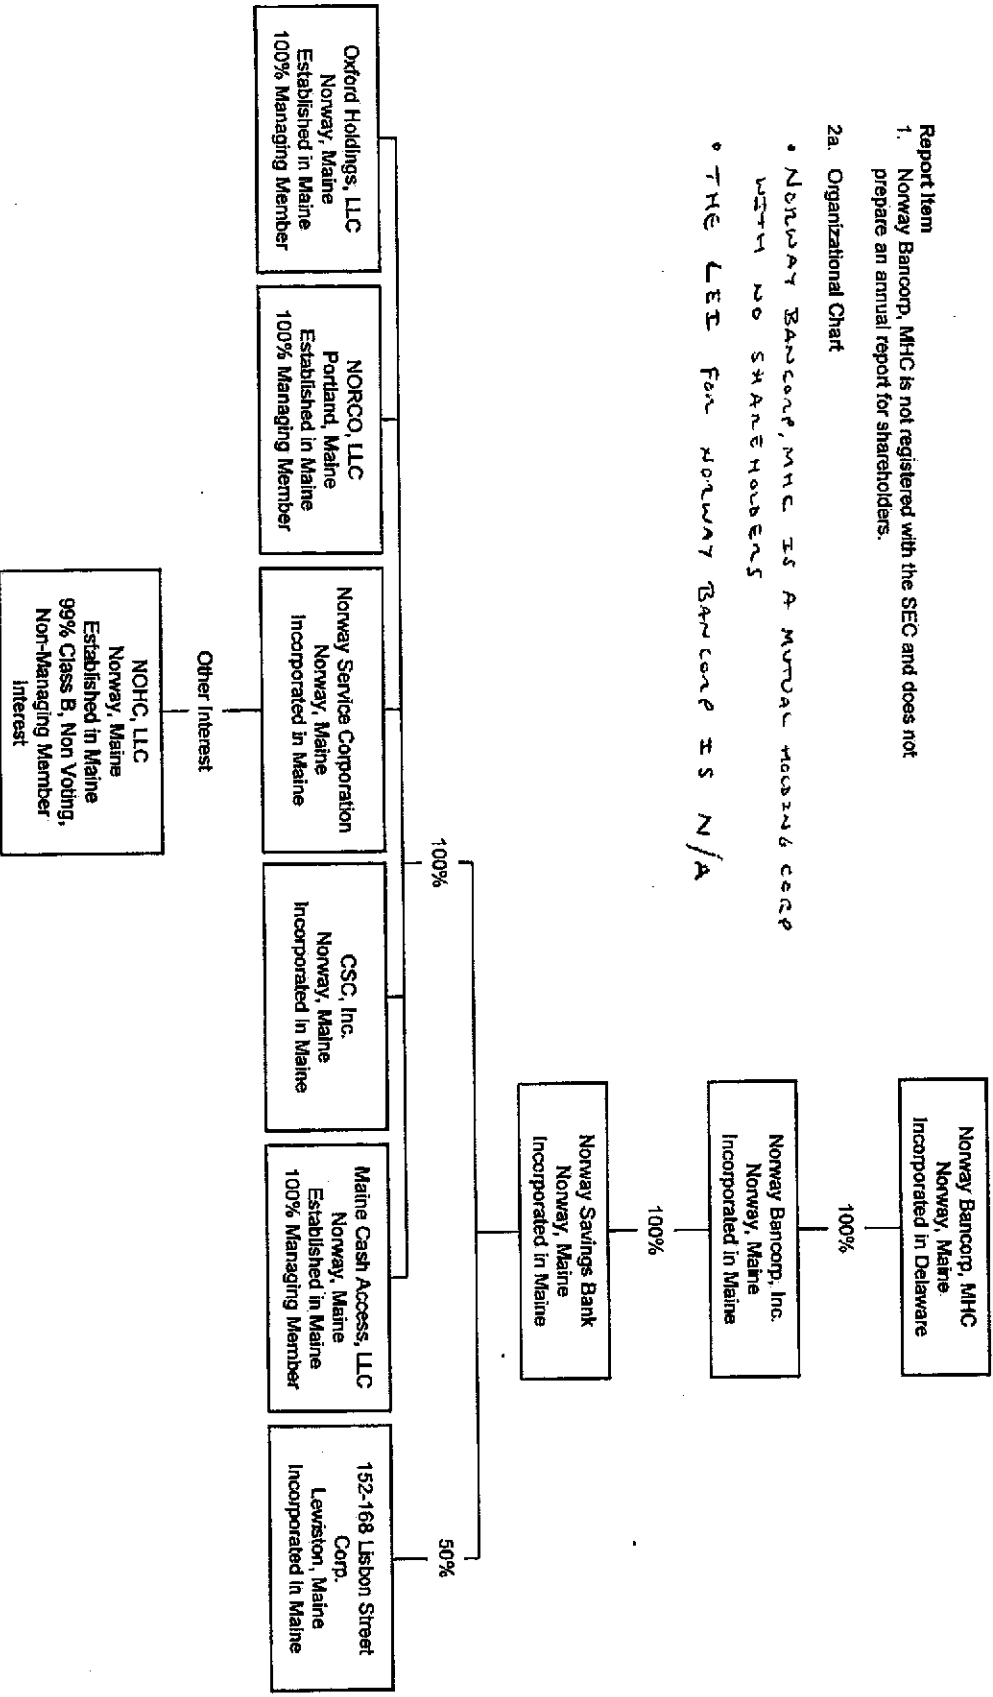 Report Item
1. Norway Bancorp, MHC is not registered with the SEC and does not
prepare an annual report for shareholders.
2a. Organizational Chart
• NORWAY BANCORP, MHC IS A MUTUAL HOLDING CORP
WITH NO SHAREHOLDERS
• THE LEI FOR NORWAY BANCORP IS N/A
Norway Bancorp, MHC
Norway, Maine
Incorporated in Delaware
100%
Norway Bancorp, Inc.
Norway, Maine
Incorporated in Maine
100%
Norway Savings Bank
Norway, Maine
Incorporated in Maine
100%
50%
Oxford Holdings, LLC
Norway, Maine
Established in Maine
100% Managing Member
NORCO, LLC
Portland, Maine
Established in Maine
100% Managing Member
Norway Service Corporation
Norway, Maine
Incorporated in Maine
CSC, Inc.
Norway, Maine
Incorporated in Maine
Maine Cash Access, LLC
Norway, Maine
Established in Maine
100% Managing Member
152-168 Lisbon Street
Corp.
Lewiston, Maine
Incorporated in Maine
Other Interest
NOHC, LLC
Norway, Maine
Established in Maine
99% Class B, Non Voting,
Non-Managing Member
Interest